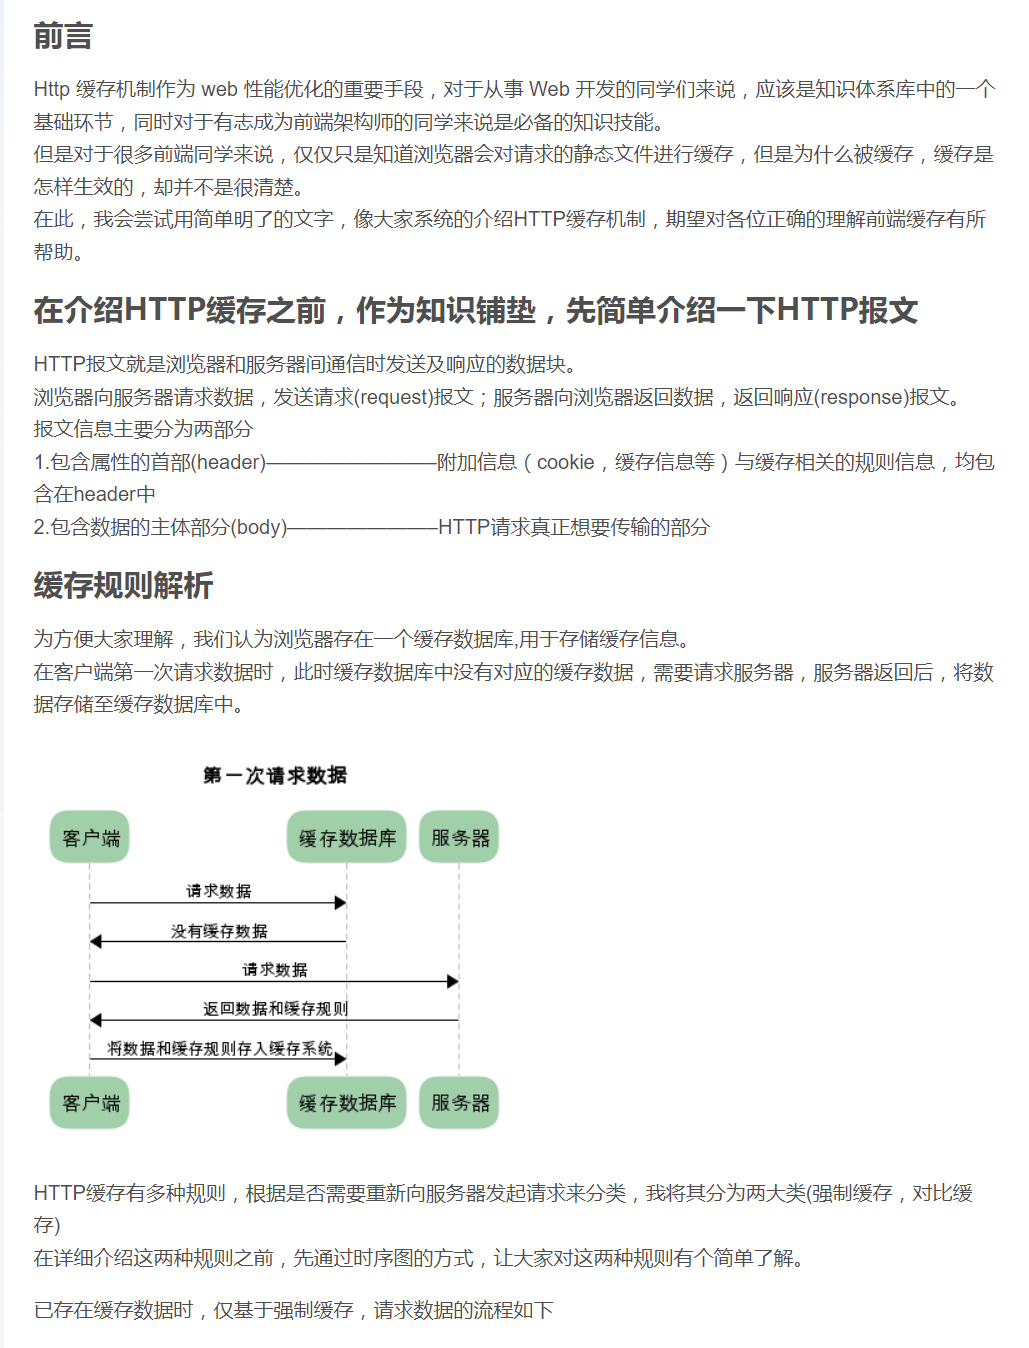 前言
Http 缓存机制作为 web 性能优化的重要手段，对于从事 Web 开发的同学们来说，应该是知识体系库中的一个
基础环节，同时对于有志成为前端架构师的同学来说是必备的知识技能。
但是对于很多前端同学来说，仅仅只是知道浏览器会对请求的静态文件进行缓存，但是为什么被缓存，缓存是
怎样生效的，却并不是很清楚。
在此，我会尝试用简单明了的文字，像大家系统的介绍HTTP缓存机制，期望对各位正确的理解前端缓存有所
帮助。
在介绍HTTP缓存之前，作为知识铺垫，先简单介绍一下HTTP报文
HTTP报文就是浏览器和服务器间通信时发送及响应的数据块。
浏览器向服务器请求数据，发送请求(request)报文；服务器向浏览器返回数据，返回响应(response)报文。
报文信息主要分为两部分
1.包含属性的首部(header)————————–附加信息（cookie，缓存信息等）与缓存相关的规则信息，均包
含在header中
2.包含数据的主体部分(body)———————–HTTP请求真正想要传输的部分
缓存规则解析
为方便大家理解，我们认为浏览器存在一个缓存数据库,用于存储缓存信息。
在客户端第一次请求数据时，此时缓存数据库中没有对应的缓存数据，需要请求服务器，服务器返回后，将数
据存储至缓存数据库中。
第一次请求数据
客户端 缓存数据库 服务器
请求数据
没有缓存数据
请求数据
返回数据和缓存规则
将数据和缓存规则存入缓存系统
客户端 缓存数据库 服务器
HTTP缓存有多种规则，根据是否需要重新向服务器发起请求来分类，我将其分为两大类(强制缓存，对比缓
存)
在详细介绍这两种规则之前，先通过时序图的方式，让大家对这两种规则有个简单了解。
已存在缓存数据时，仅基于强制缓存，请求数据的流程如下